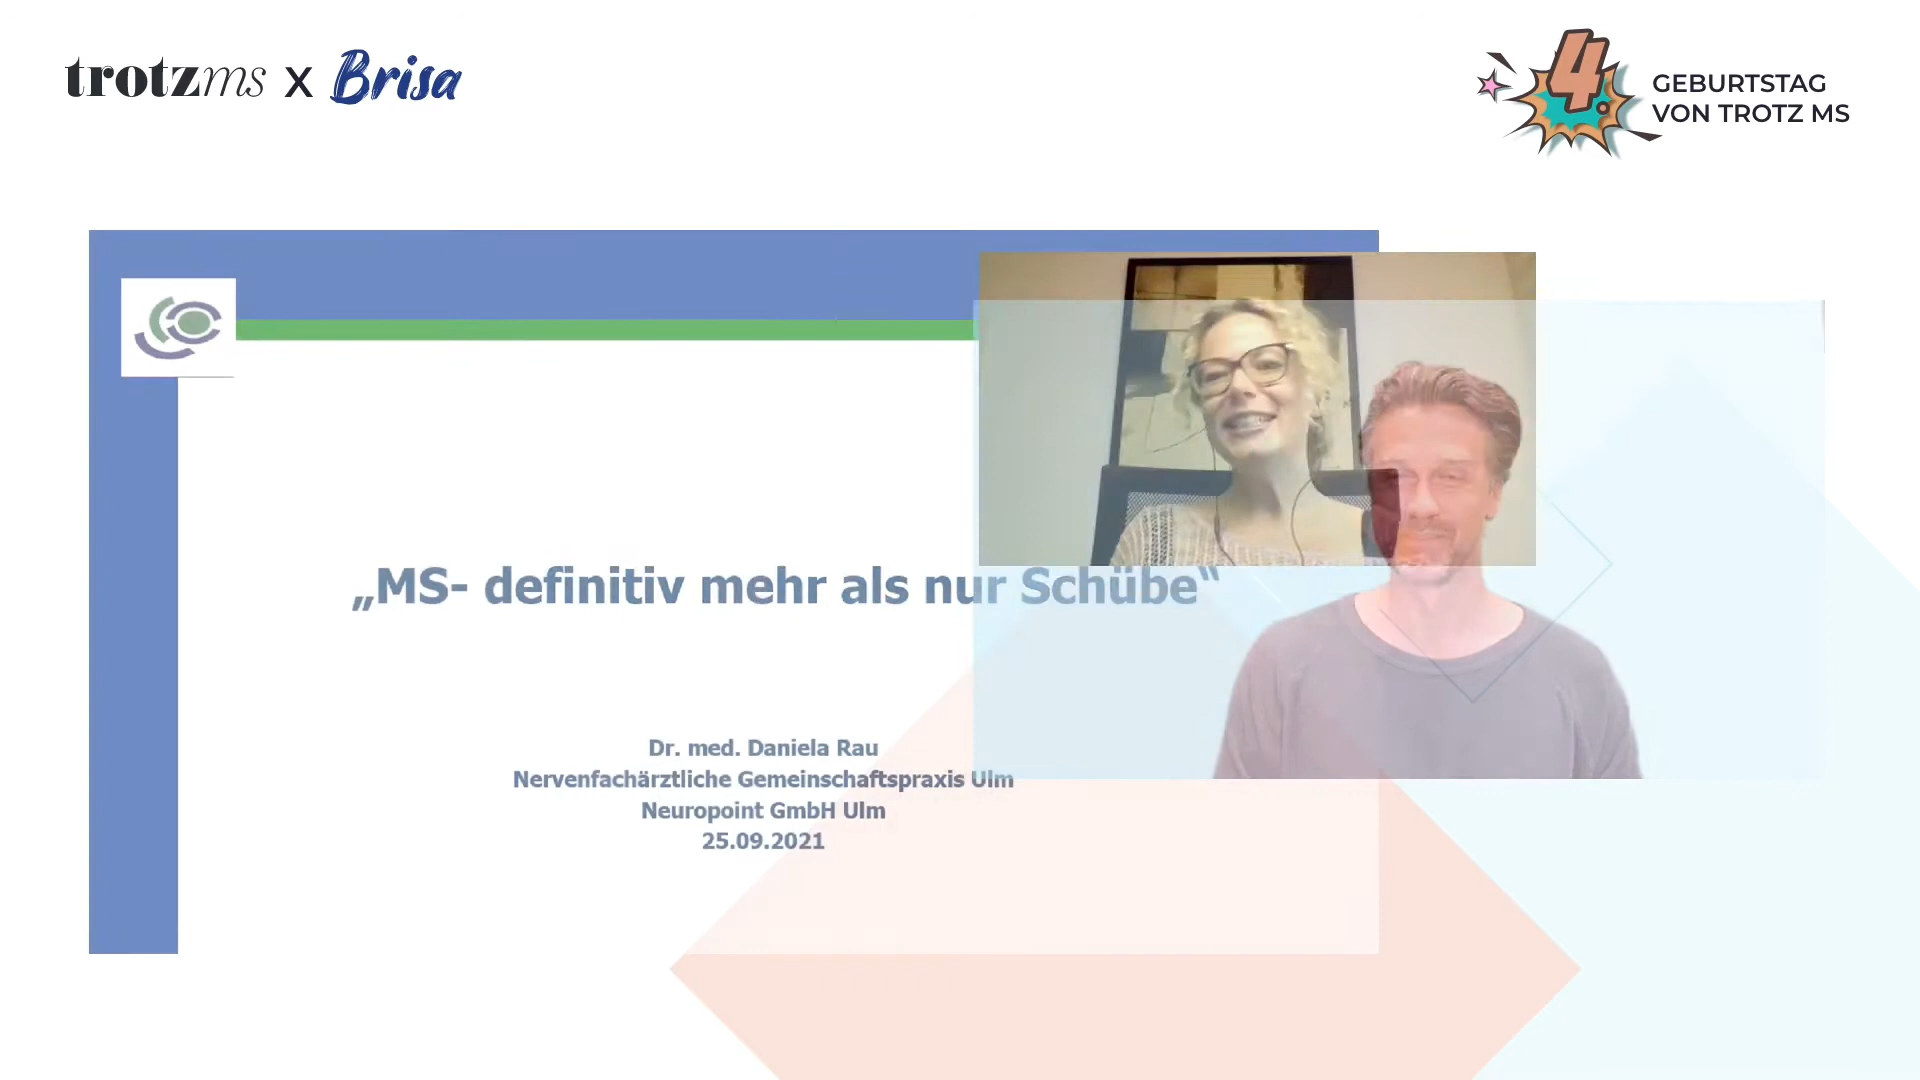 trotzms x Brisa
4.
GEBURTSTAG
VON TROTZ MS
„MS- definitiv mehr als nur Schübe“
Dr. med. Daniela Rau
Nervenfachärztliche Gemeinschaftspraxis Ulm
Neuropoint GmbH Ulm
25.09.2021